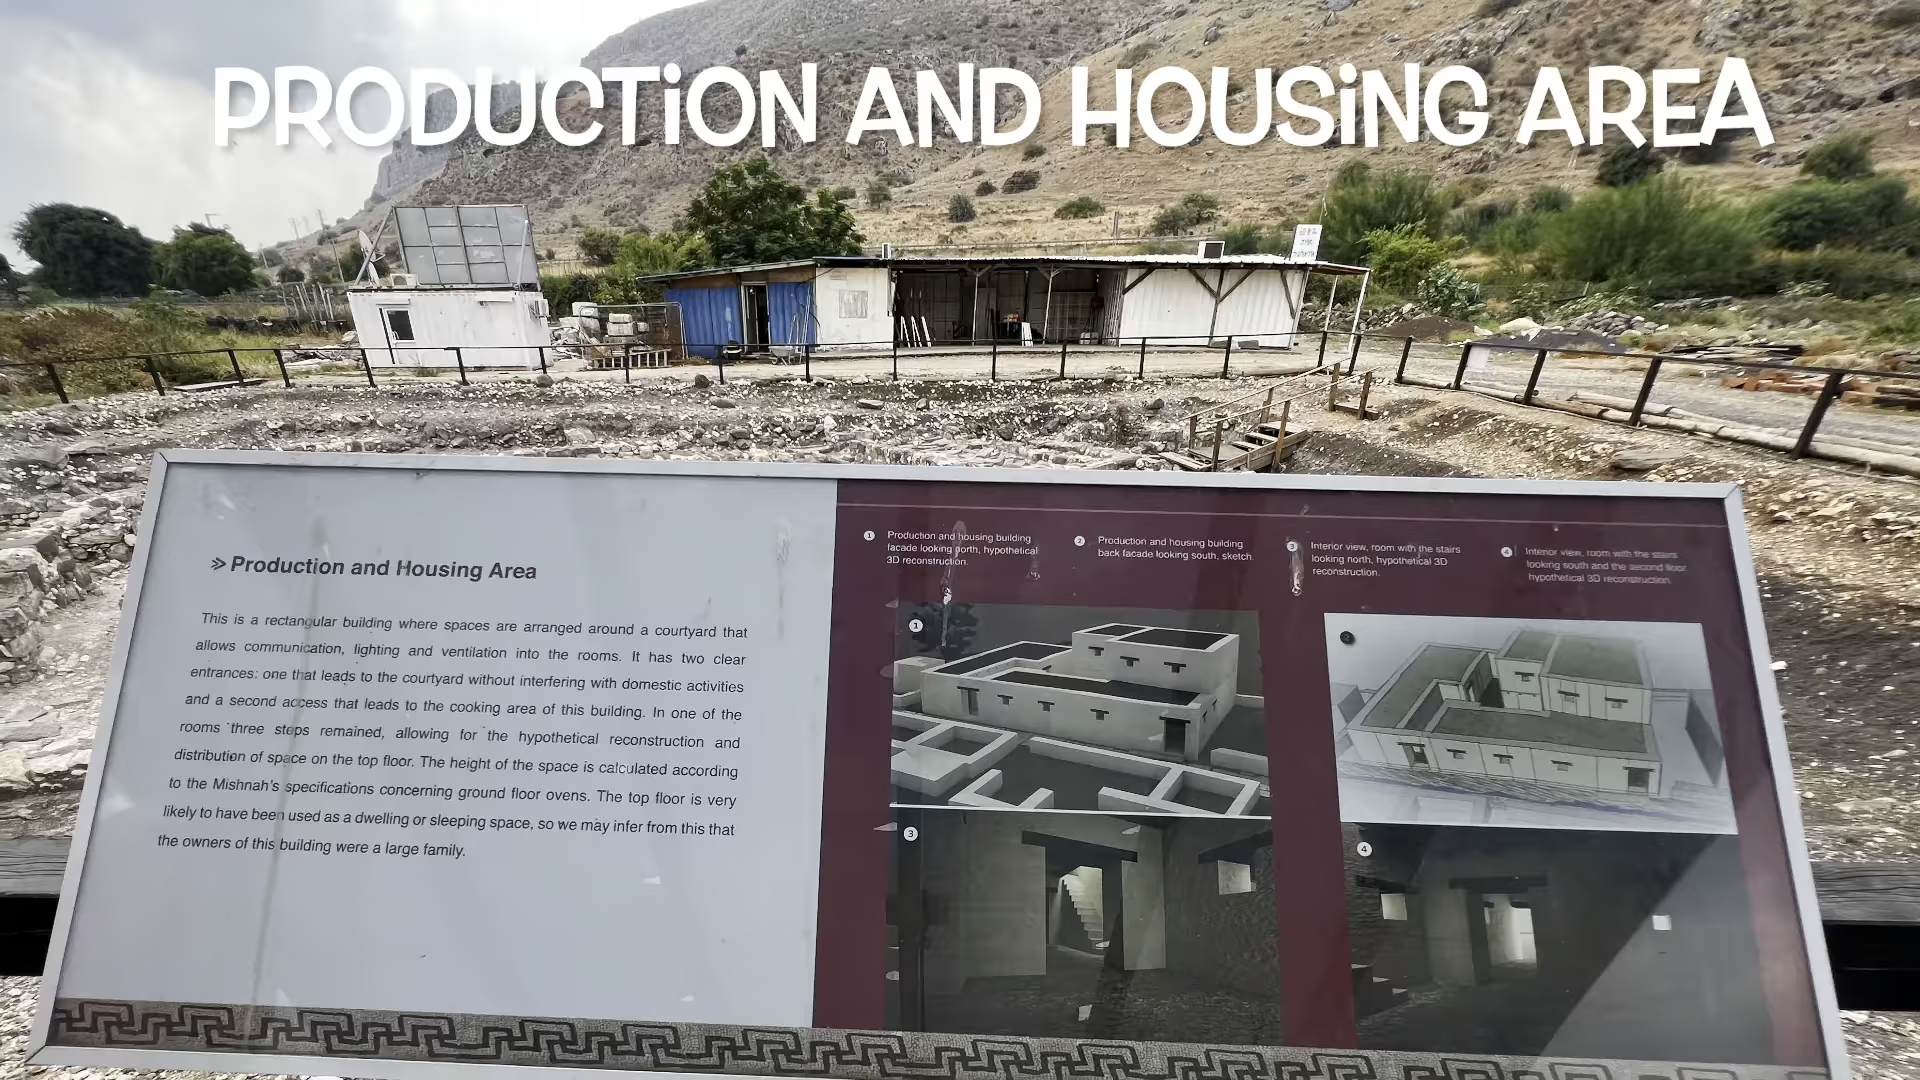 PRODUCTION AND HOUSING AREA
» Production and Housing Area
This is a rectangular building where spaces are arranged around a courtyard that
allows communication, lighting and ventilation into the rooms. It has two clear
entrances: one that leads to the courtyard without interfering with domestic activities
and a second access that leads to the cooking area of this building. In one of the
rooms three steps remained, allowing for the hypothetical reconstruction and
distribution of space on the top floor. The height of the space is calculated according
to the Mishnah's specifications concerning ground floor ovens. The top floor is very
likely to have been used as a dwelling or sleeping space, so we may infer from this that
the owners of this building were a large family.
1 Production and housing building
facade looking north, hypothetical
3D reconstruction.
2 Production and housing building
back facade looking south, sketch.
3 Interior view, room with the stairs
looking north, hypothetical 3D
reconstruction.
4 Interior view, room with the stairs
looking south and the second floor,
hypothetical 3D reconstruction.
1
2
3
4